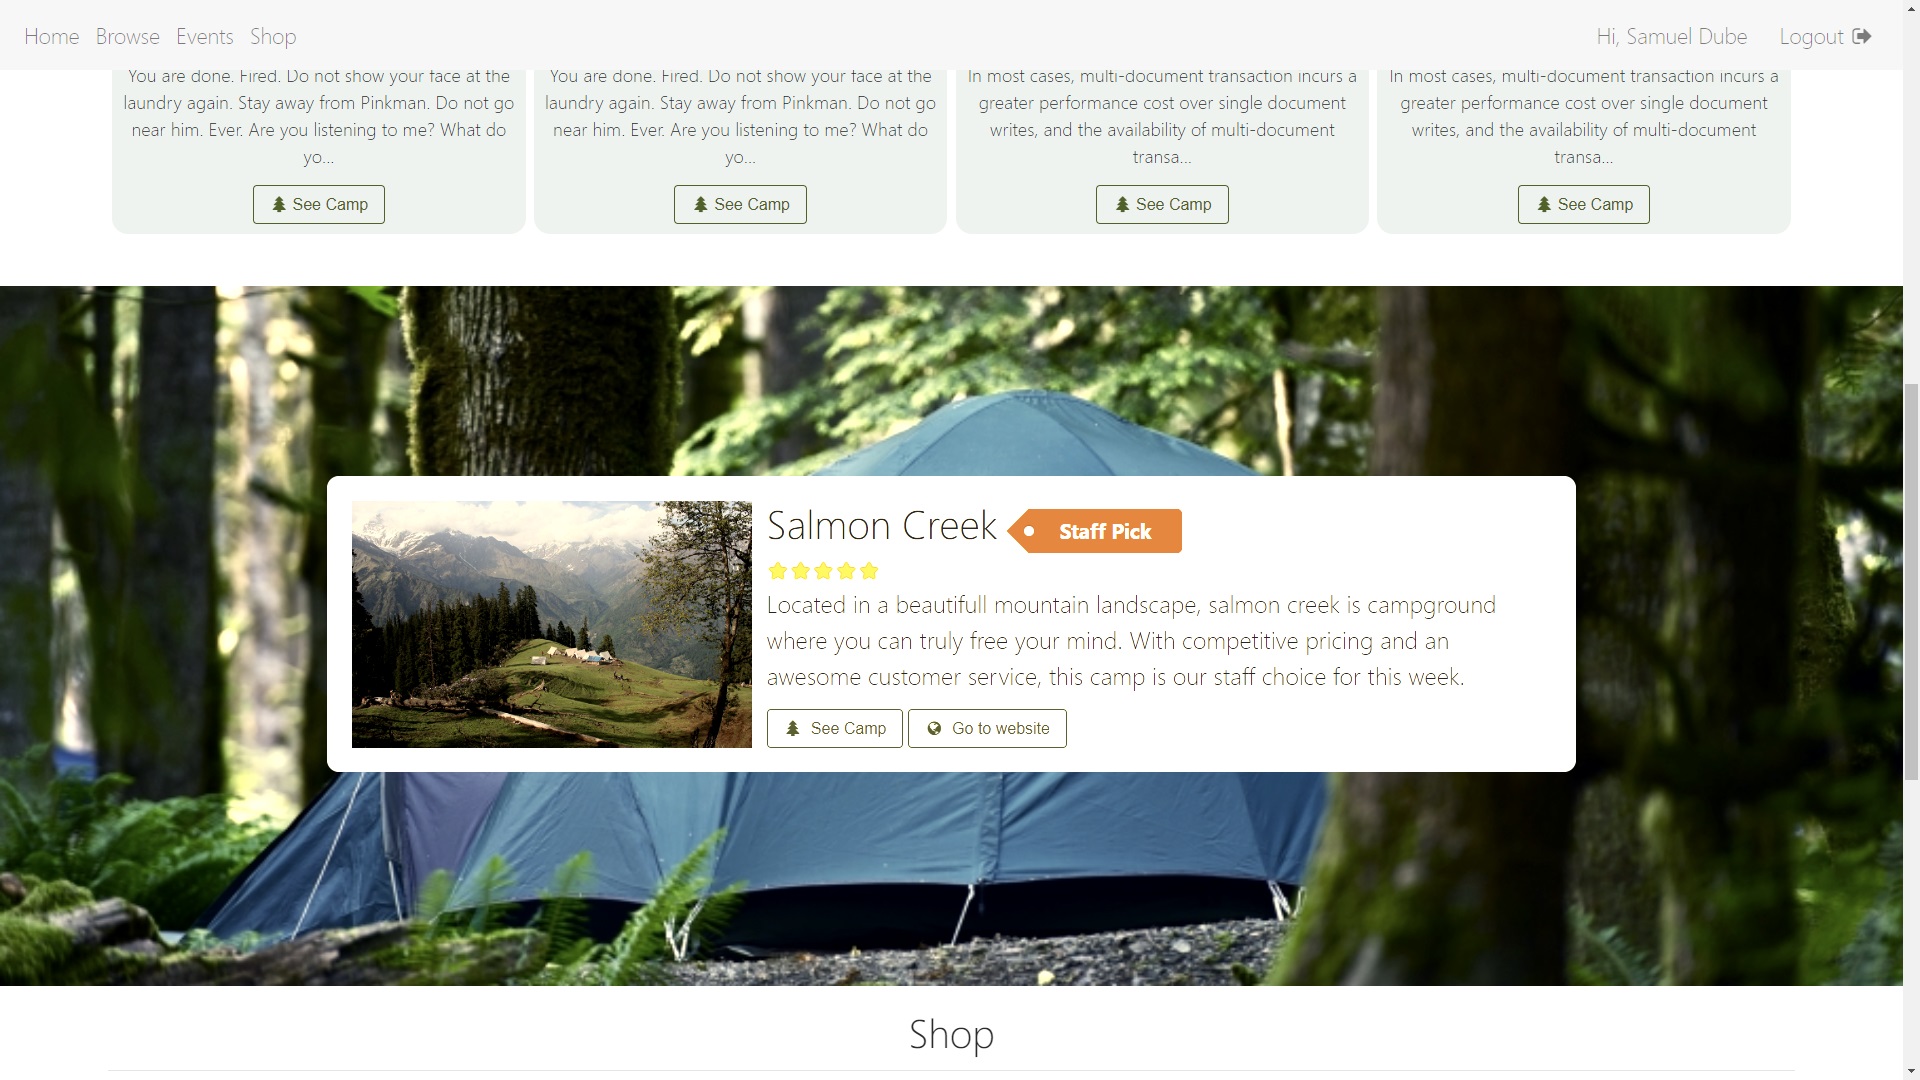 Home Browse Events Shop
Hi, Samuel Dube Logout
You are done. Fired. Do not show your face at the
laundry again. Stay away from Pinkman. Do not go
near him. Ever. Are you listening to me? What do
yo...
See Camp
You are done. Fired. Do not show your face at the
laundry again. Stay away from Pinkman. Do not go
near him. Ever. Are you listening to me? What do
yo...
See Camp
In most cases, multi-document transaction incurs a
greater performance cost over single document
writes, and the availability of multi-document
transa...
See Camp
In most cases, multi-document transaction incurs a
greater performance cost over single document
writes, and the availability of multi-document
transa...
See Camp
Salmon Creek Staff Pick
Located in a beautifull mountain landscape, salmon creek is campground
where you can truly free your mind. With competitive pricing and an
awesome customer service, this camp is our staff choice for this week.
See Camp Go to website
Shop